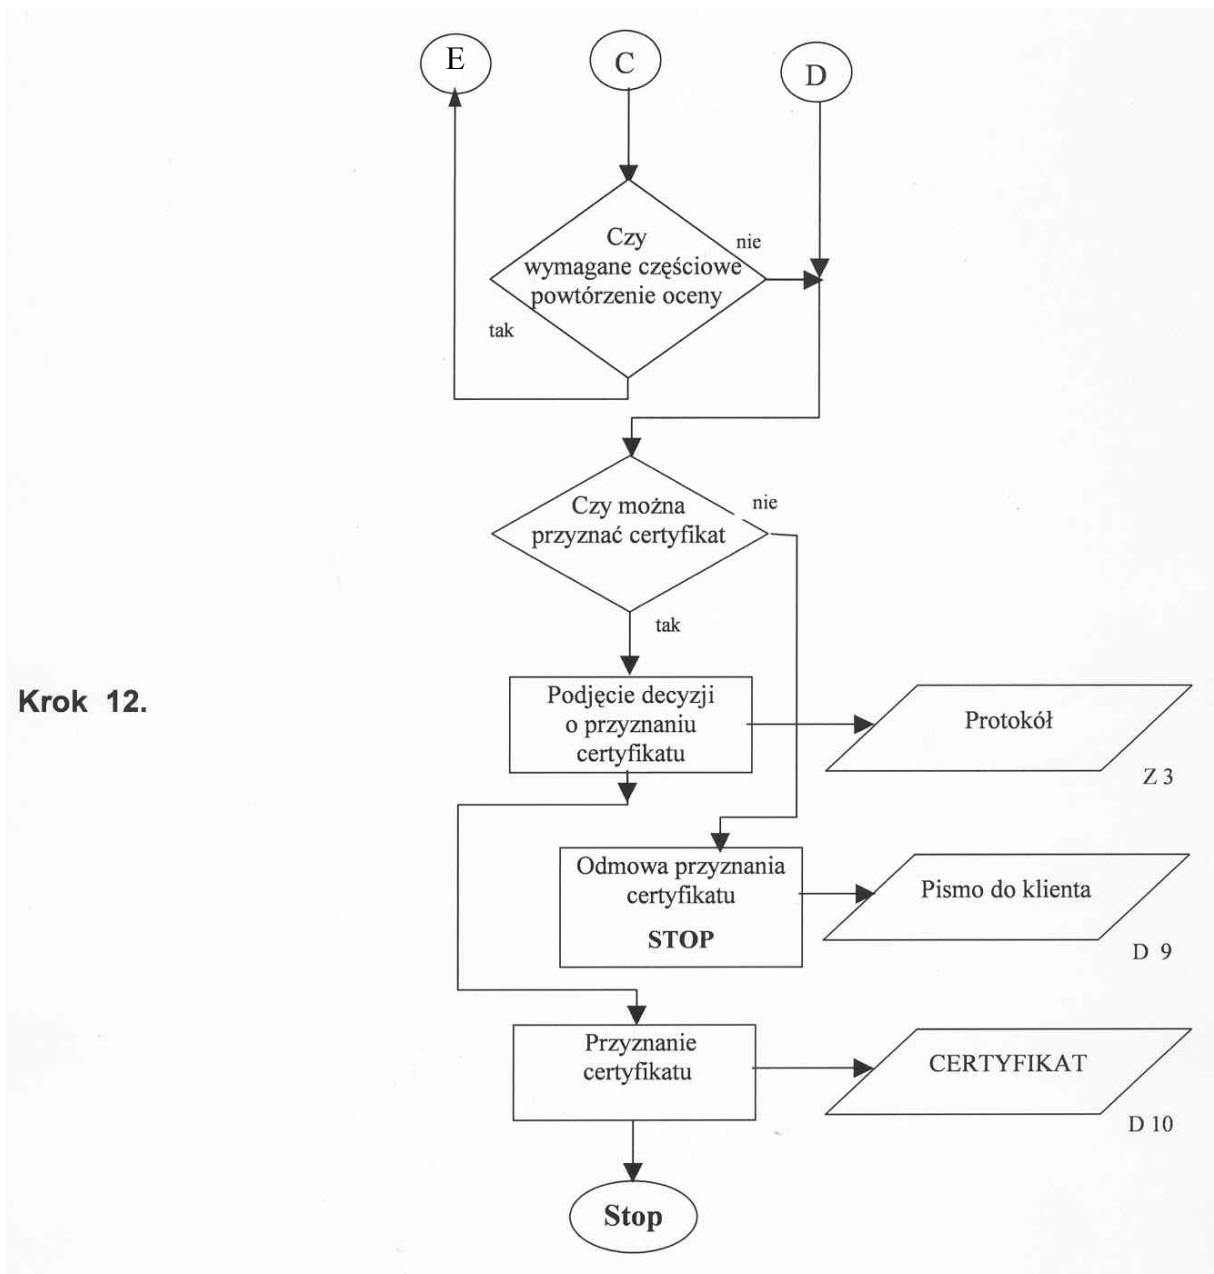 E
C
D
Czy
wymagane częściowe
powtórzenie oceny
nie
tak
Czy można
przyznać certyfikat
nie
tak
Krok 12.
Podjęcie decyzji
o przyznaniu
certyfikatu
Protokół
Z 3
Odmowa przyznania
certyfikatu
STOP
Pismo do klienta
D 9
Przyznanie
certyfikatu
CERTYFIKAT
D 10
Stop